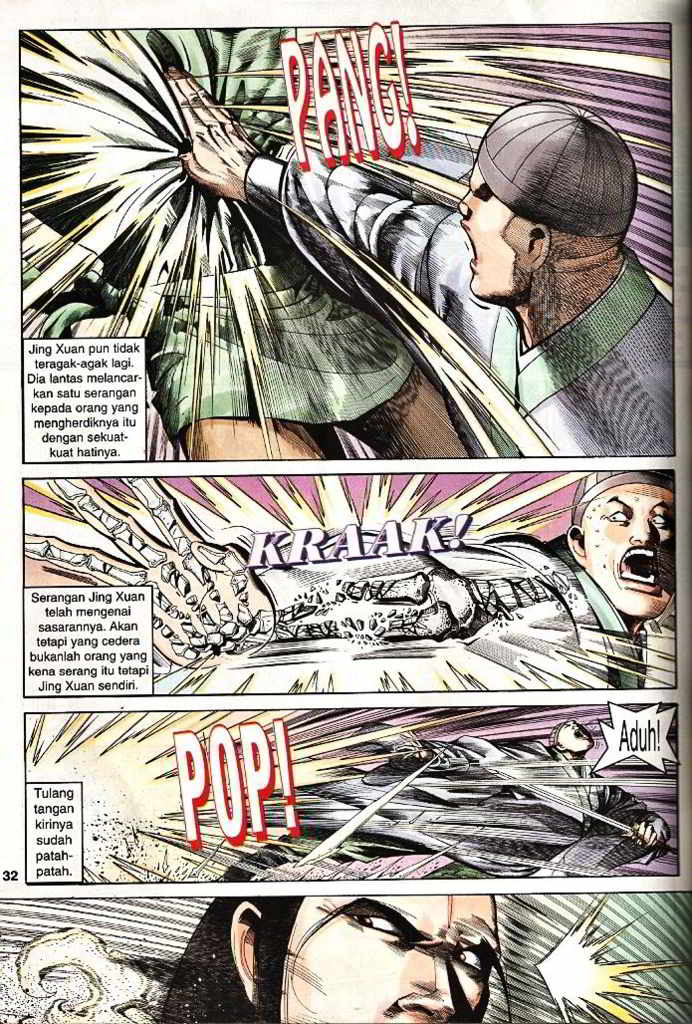 PANG!
Jing Xuan pun tidak
teragak-agak lagi.
Dia lantas melancar-
kan satu serangan
kepada orang yang
mengherdiknya itu
dengan sekuat-
kuat hatinya.
KRAAK!
Serangan Jing Xuan
telah mengenai
sasarannya. Akan
tetapi yang cedera
bukanlah orang yang
kena serang itu tetapi
Jing Xuan sendiri.
POP!
Aduh!
Tulang
tangan
kirinya
sudah
patah-
patah.
32